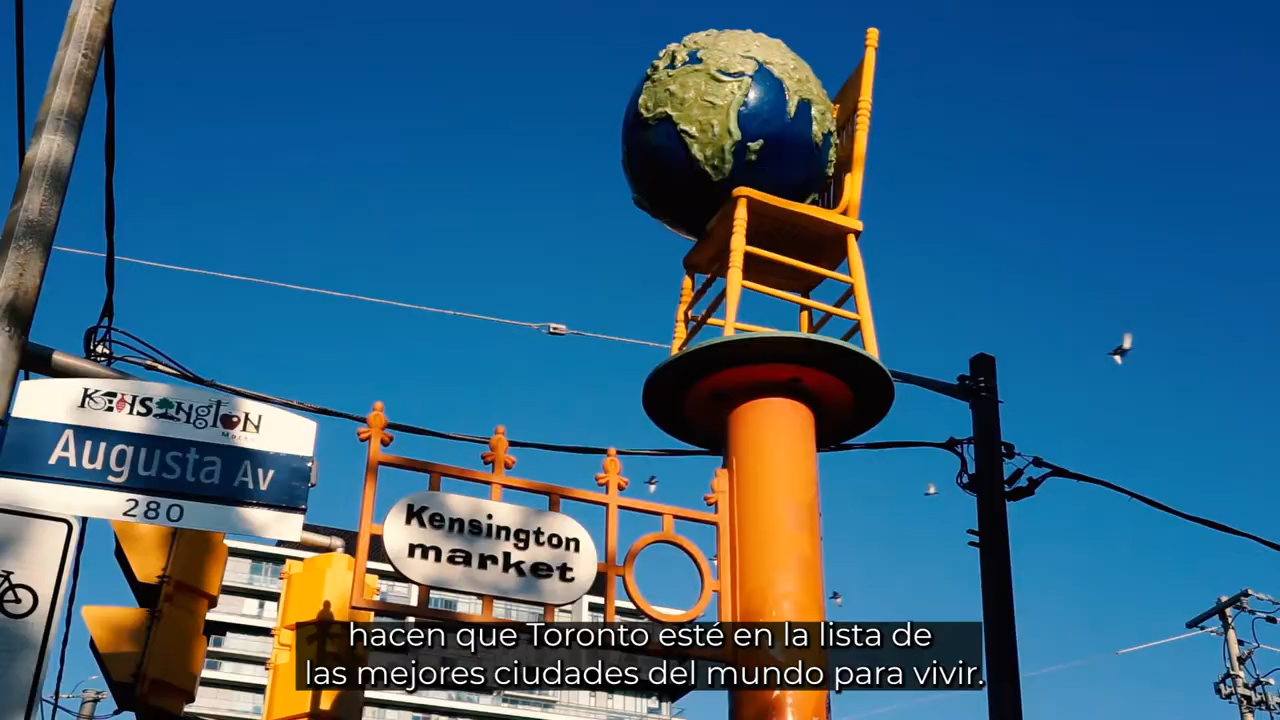 KENSINGTON
Augusta Av
280
Kensington
market
hacen que Toronto esté en la lista de
las mejores ciudades del mundo para vivir.